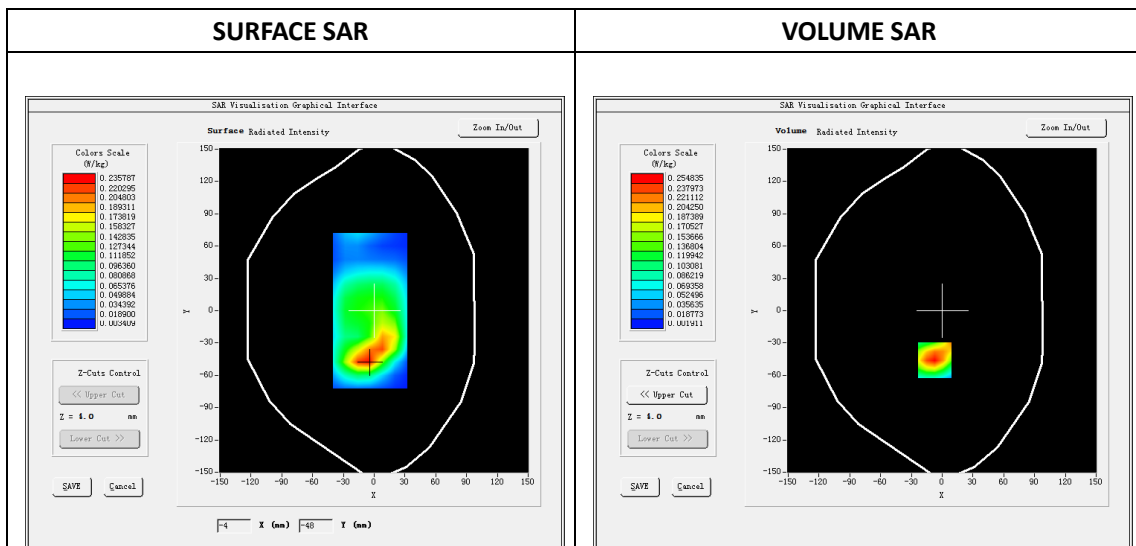 SURFACE SAR
VOLUME SAR
SAR Visualisation Graphical Interface
Surface Radiated Intensity
Zoom In/Out
Colors Scale
(W/kg)
0.235787
0.220295
0.204803
0.189311
0.173819
0.158327
0.142835
0.127344
0.111852
0.096360
0.080868
0.065376
0.049884
0.034392
0.018900
0.003409
150
120
90
60
30
0
-30
-60
-90
-120
-150
Y
-150 -120 -90 -60 -30 0 30 60 90 120 150
X
Z-Cuts Control
<< Upper Cut
Z = 4.0 mm
Lower Cut >>
SAVE Cancel
-4 X (mm) -48 Y (mm)
SAR Visualisation Graphical Interface
Volume Radiated Intensity
Zoom In/Out
Colors Scale
(W/kg)
0.254835
0.237973
0.221112
0.204250
0.187389
0.170527
0.153666
0.136804
0.119942
0.103081
0.086219
0.069358
0.052496
0.035635
0.018773
0.001911
150
120
90
60
30
0
-30
-60
-90
-120
-150
Y
-150 -120 -90 -60 -30 0 30 60 90 120 150
X
Z-Cuts Control
<< Upper Cut
Z = 4.0 mm
Lower Cut >>
SAVE Cancel